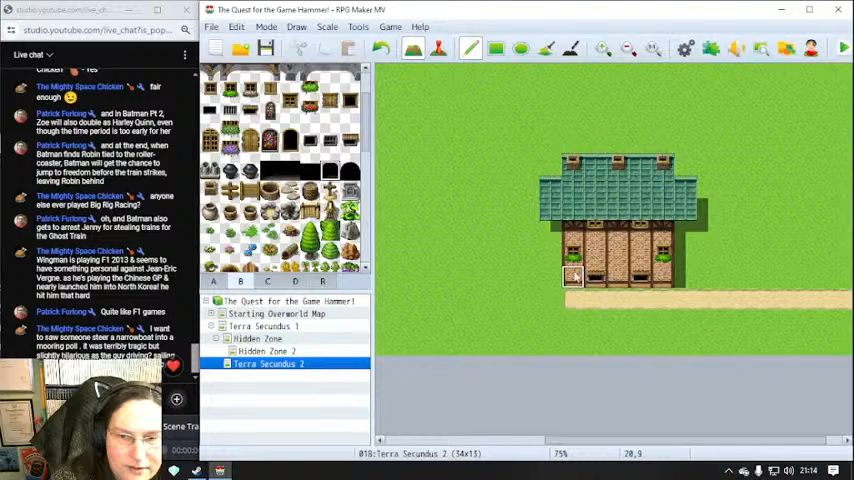 studio.youtube.com/live_chat?is_pop...
studio.youtube.com/live_chat?is_pop...
Live chat
Chicken - Yes
The Mighty Space Chicken fair
enough
Patrick Furlong and in Batman Pt 2,
Zoe will also double as Harley Quinn, even
though the time period is too early for her
Patrick Furlong and at the end, when
Batman finds Robin tied to the roller-
coaster, Batman will get the chance to
jump to freedom before the train strikes,
leaving Robin behind
The Mighty Space Chicken anyone
else ever played Big Rig Racing?
Patrick Furlong oh, and Batman also
gets to arrest Jenny for stealing trains for
the Ghost Train
Wingman is playing F1 2013 & seems to
have something personal against Jean-Eric
Vergne. as he's playing the Chinese GP &
nearly launched him into North Korea! he
hit him that hard
Patrick Furlong Quite like F1 games
The Mighty Space Chicken I want
to saw someone steer a narrowboat into a
mooring poll . it was terribly tragic but
slightly hilarious as the guy driving? sailing
Scene Tra
The Quest for the Game Hammer! - RPG Maker MV
File Edit Mode Draw Scale Tools Game Help
A B C D R
The Quest for the Game Hammer!
Starting Overworld Map
Terra Secundus 1
Hidden Zone
Hidden Zone 2
Terra Secundus 2
018:Terra Secundus 2 (34x13) 75% 20,9
21:14